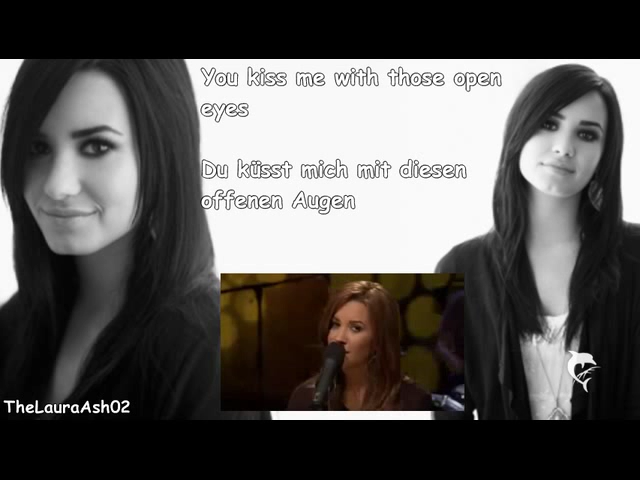 You kiss me with those open
eyes
Du küsst mich mit diesen
offenen Augen
TheLauraAsh02